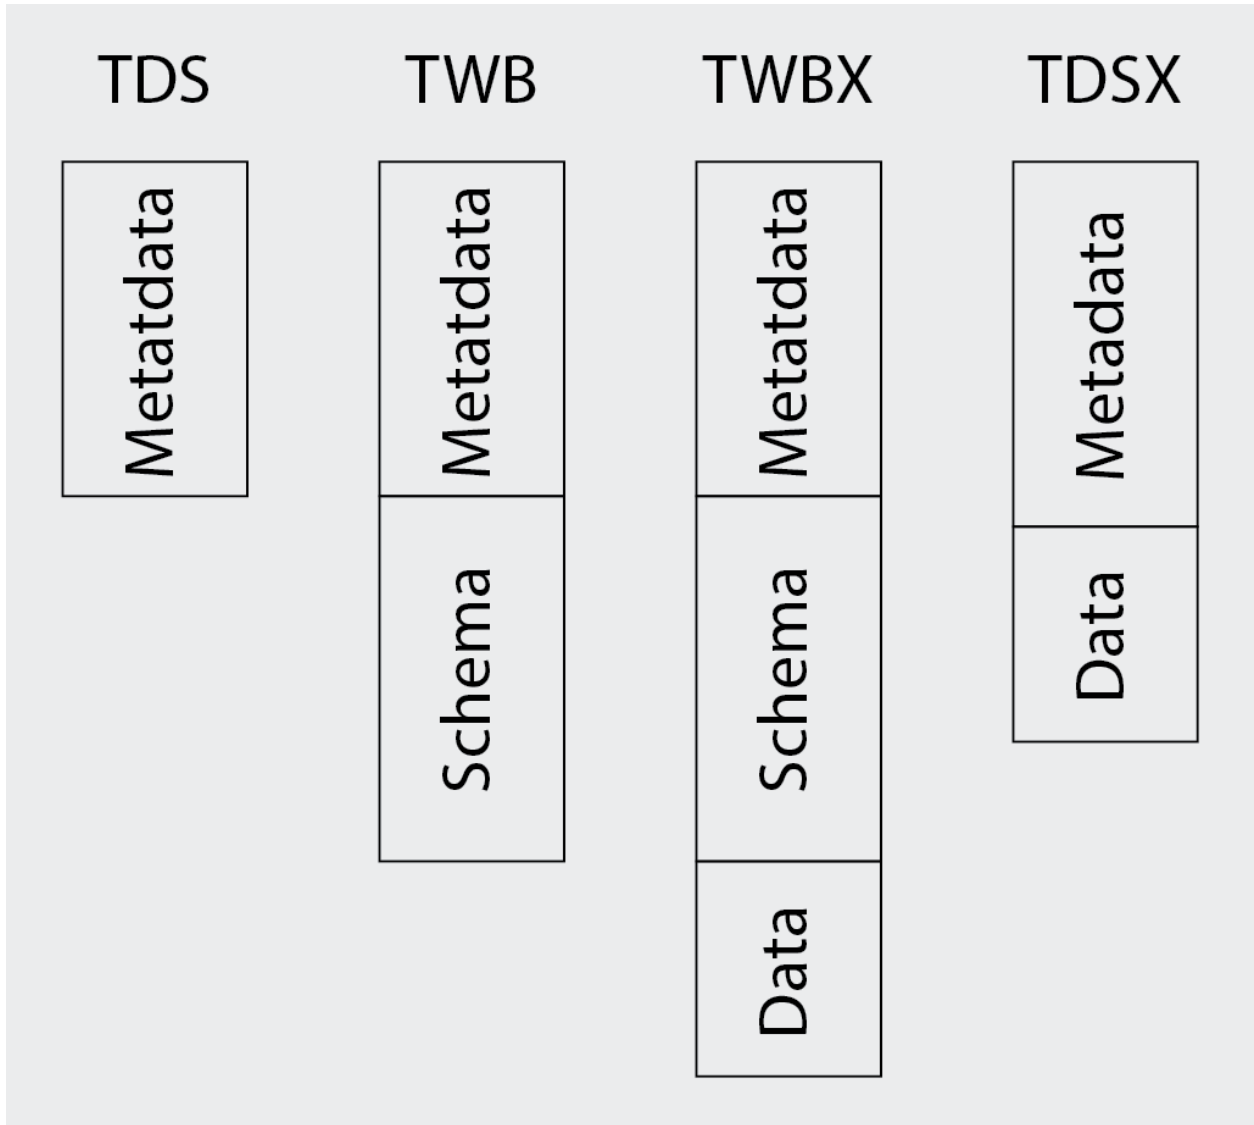 TDS
TWB
TWBX
TDSX
Metatdata
Metatdata
Metatdata
Metadata
Schema
Schema
Data
Data